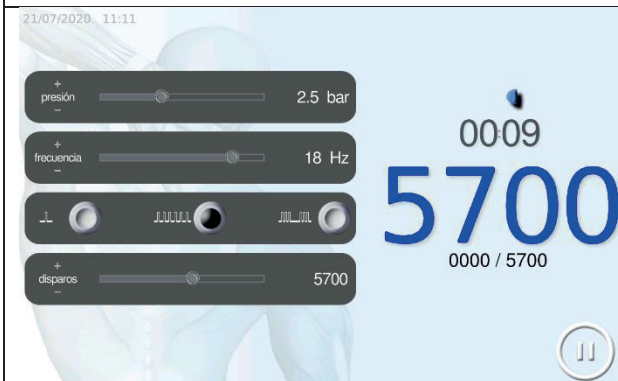 21/07/2020 11:11
+
presión
−
2.5 bar
+
frecuencia
−
18 Hz
+
disparos
−
5700
00:09
5700
0000 / 5700